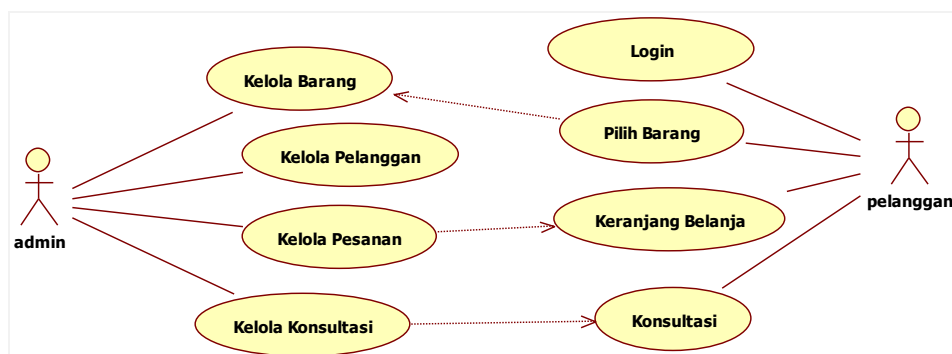 Login
Kelola Barang
Pilih Barang
Kelola Pelanggan
Keranjang Belanja
Kelola Pesanan
Kelola Konsultasi
Konsultasi
admin
pelanggan